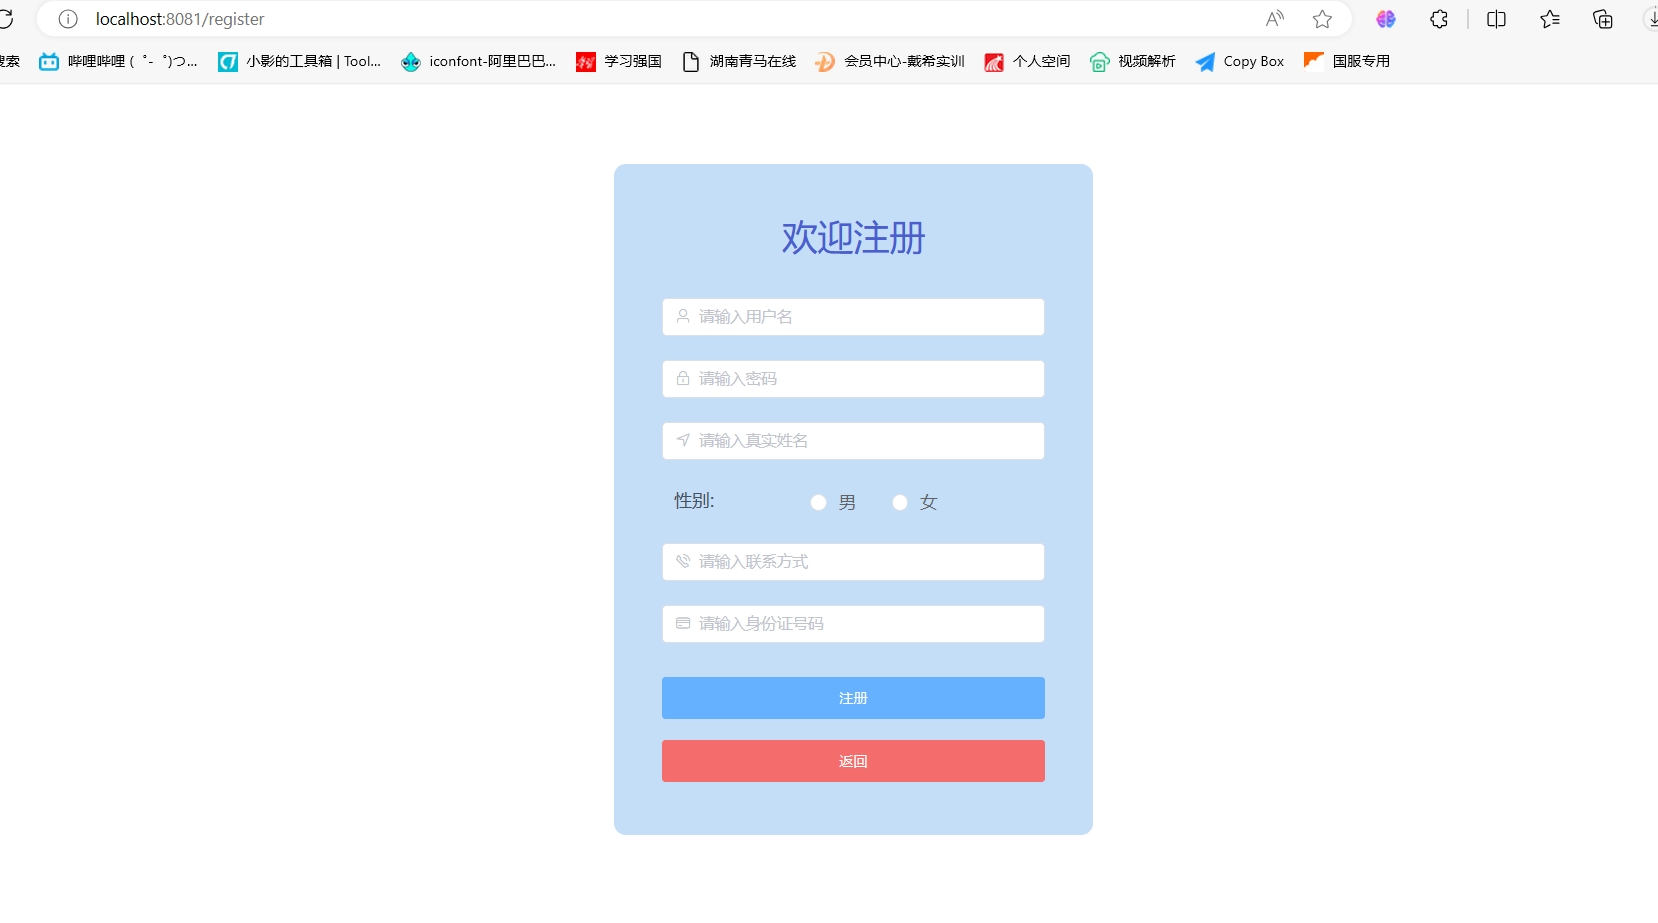 localhost:8081/register
搜索 哔哩哔哩 ( ゜- ゜)つ... 小影的工具箱 | Tool... iconfont-阿里巴巴... 学习强国 湖南青马在线 会员中心-戴希实训 个人空间 视频解析 Copy Box 国服专用
欢迎注册
请输入用户名
请输入密码
请输入真实姓名
性别: 男 女
请输入联系方式
请输入身份证号码
注册
返回